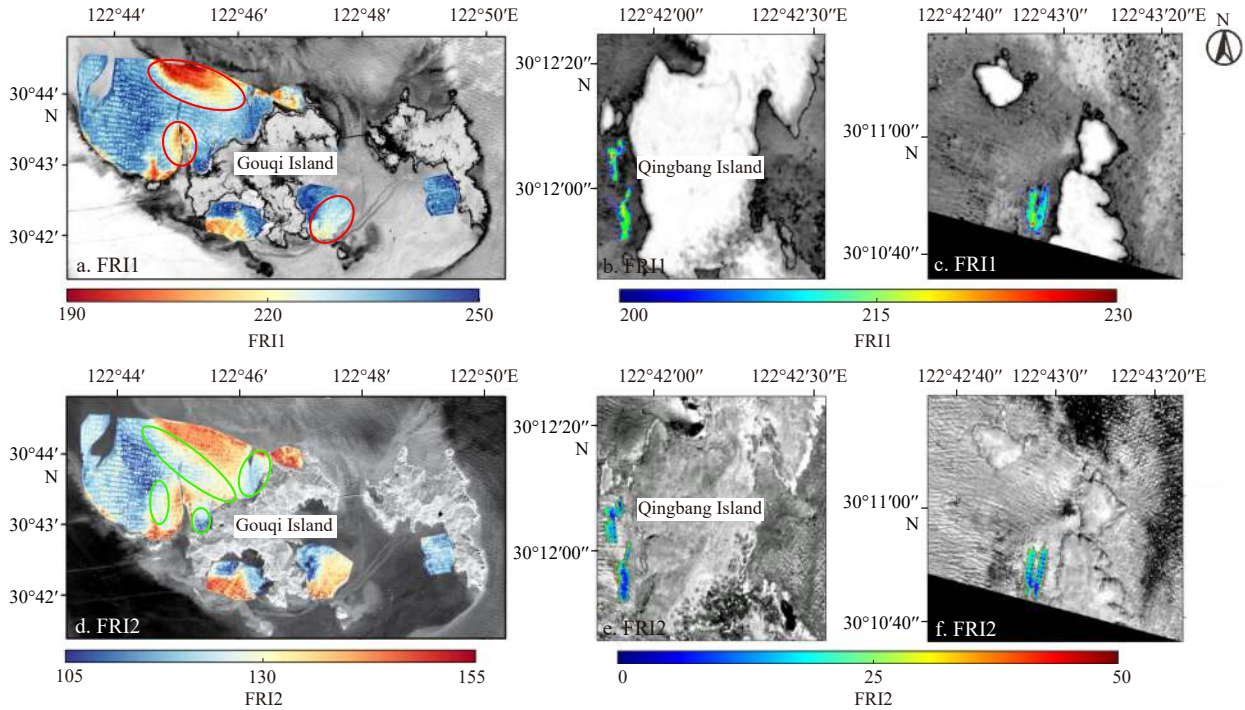 122°44′ 122°46′ 122°48′ 122°50′E
122°42′00″ 122°42′30″
122°42′40″ 122°43′0″ 122°43′20″
N
30°44′
N
30°43′
30°42′
Gouqi Island
a. FRI1
30°12′20″
N
30°12′00″
Qingbang Island
b. FRI1
30°11′00″
N
30°10′40″
c. FRI1
190 220 250
FRI1
200 215 230
FRI1
122°44′ 122°46′ 122°48′ 122°50′E
122°42′00″ 122°42′30″
122°42′40″ 122°43′0″ 122°43′20″
30°44′
N
30°43′
30°42′
Gouqi Island
d. FRI2
30°12′20″
N
30°12′00″
Qingbang Island
e. FRI2
30°11′00″
N
30°10′40″
f. FRI2
105 130 155
FRI2
0 25 50
FRI2